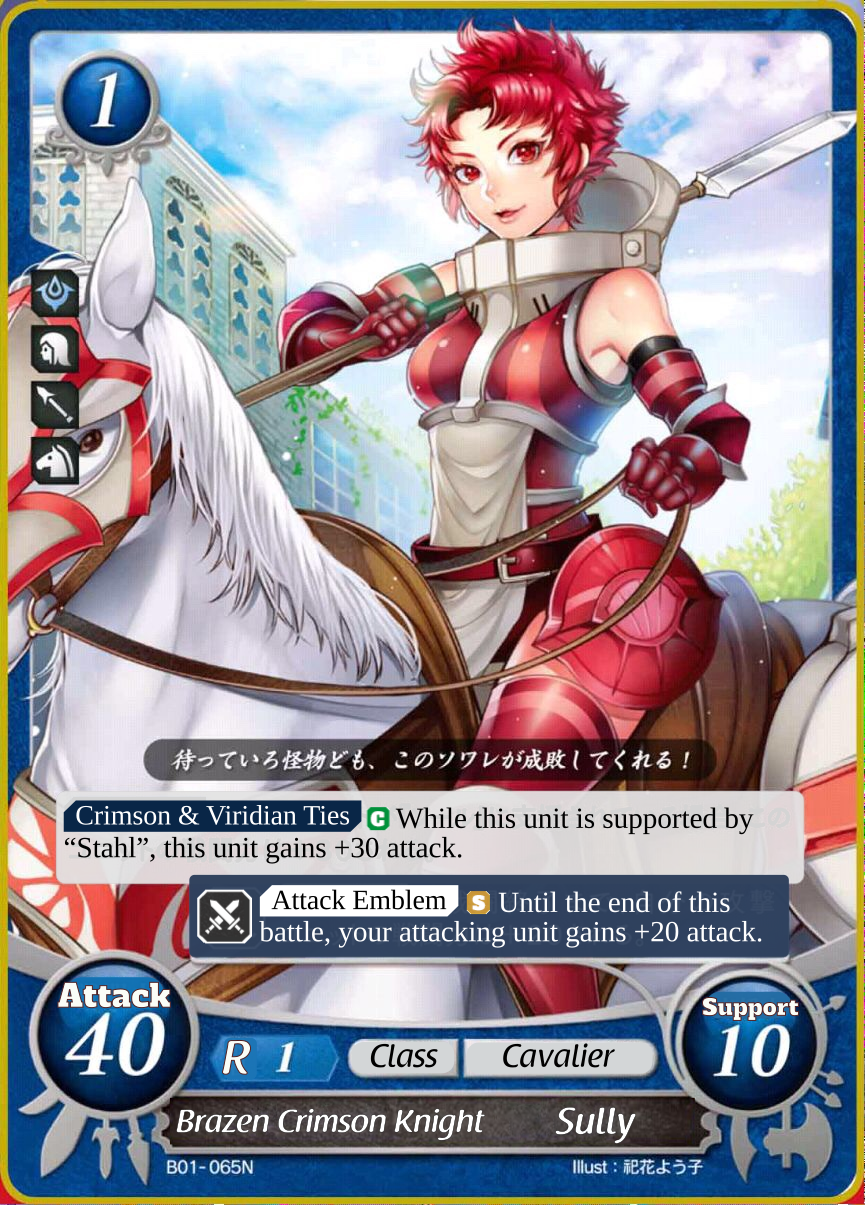 1
待っている怪物ども、このソワレが成敗してくれる！
Crimson & Viridian Ties C While this unit is supported by
“Stahl”, this unit gains +30 attack.
Attack Emblem S Until the end of this
battle, your attacking unit gains +20 attack.
Attack
40
R 1
Class
Cavalier
Support
10
Brazen Crimson Knight Sully
B01-065N
Illust：祀花よう子